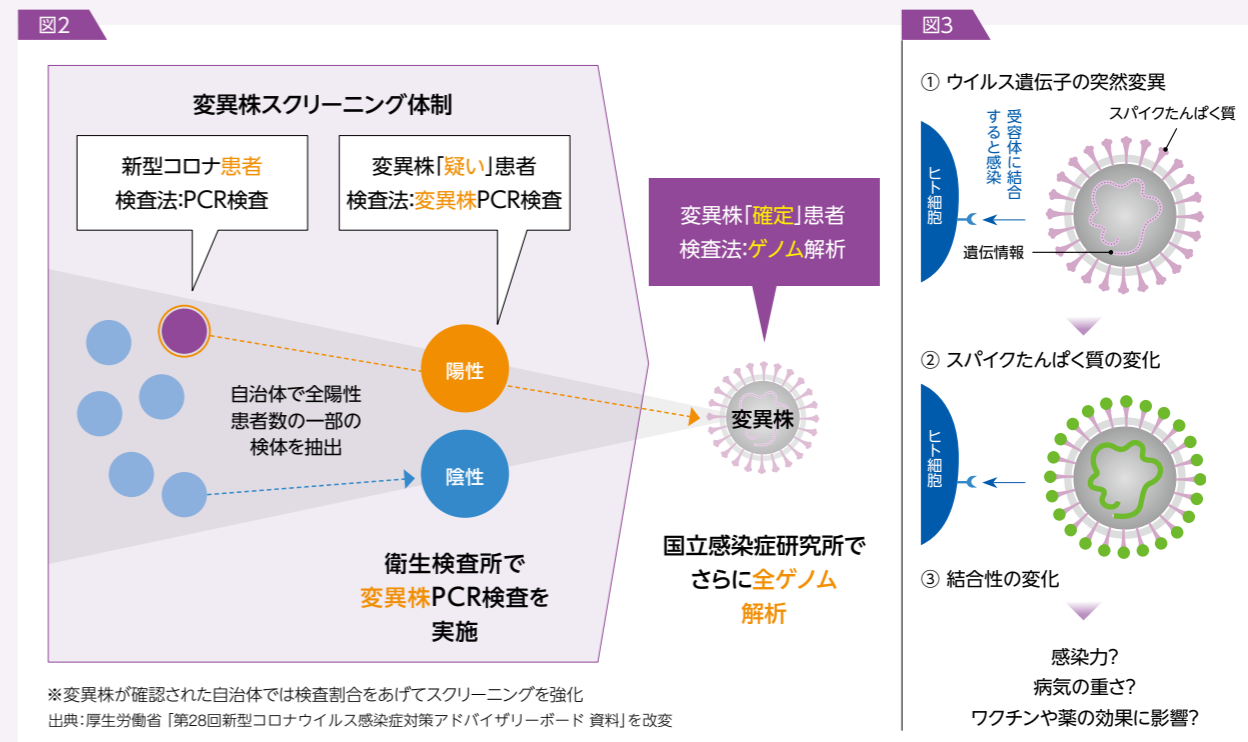 図2
変異株スクリーニング体制
新型コロナ患者
検査法:PCR検査
変異株「疑い」患者
検査法:変異株PCR検査
変異株「確定」患者
検査法:ゲノム解析
陽性
自治体で全陽性
患者数の一部の
検体を抽出
陰性
変異株
衛生検査所で
変異株PCR検査を
実施
国立感染症研究所で
さらに全ゲノム
解析
※変異株が確認された自治体では検査割合をあげてスクリーニングを強化
出典:厚生労働省「第28回新型コロナウイルス感染症対策アドバイザリーボード 資料」を改変
図3
① ウイルス遺伝子の突然変異
スパイクたんぱく質
受容体に結合
すると感染
ヒト細胞
遺伝情報
② スパイクたんぱく質の変化
ヒト細胞
③ 結合性の変化
感染力?
病気の重さ?
ワクチンや薬の効果に影響?